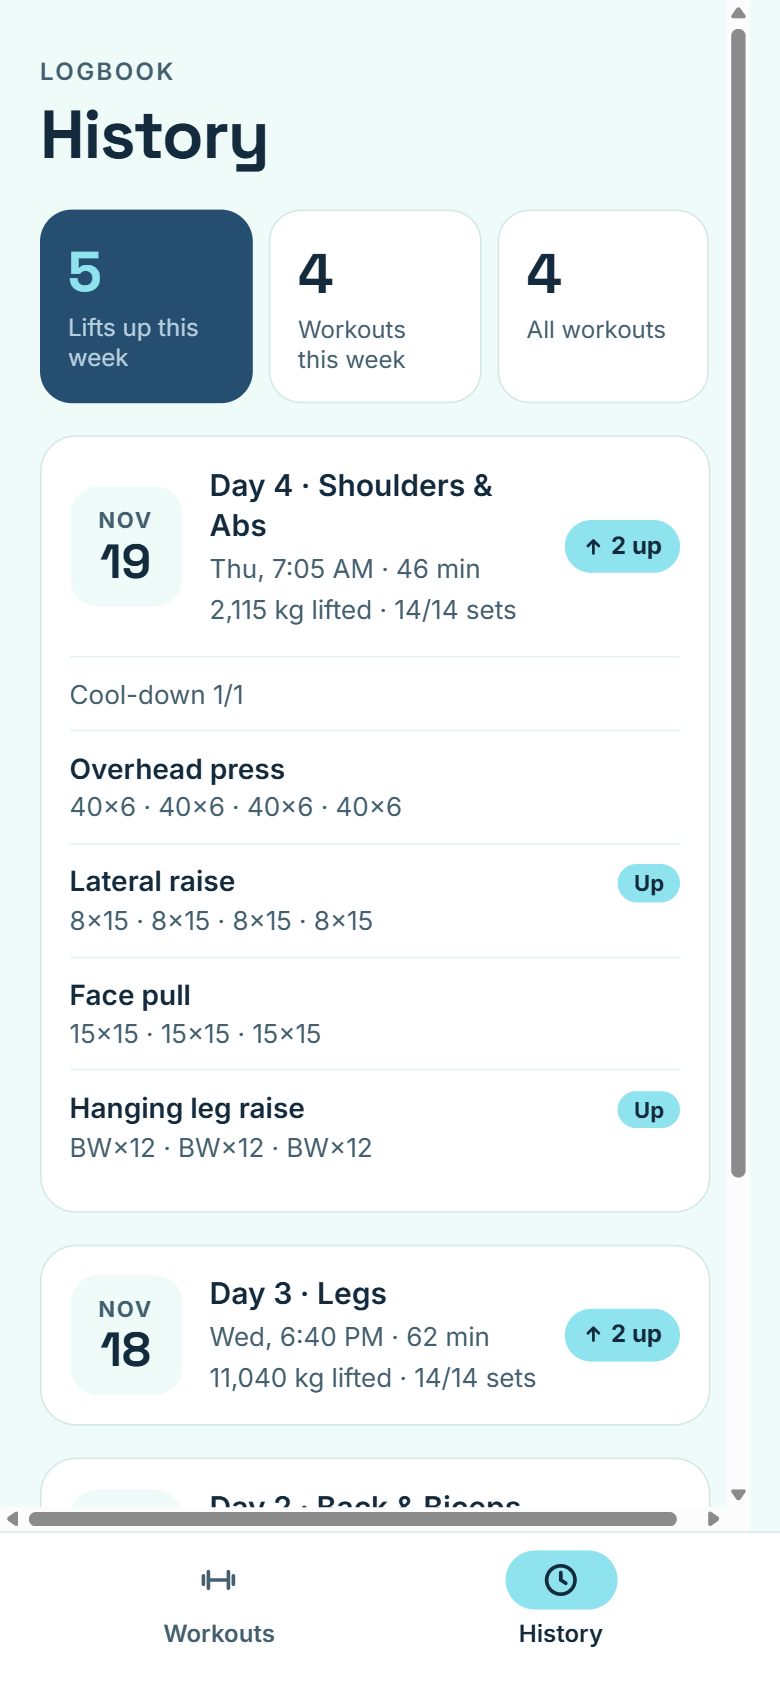 LOGBOOK
History
5
Lifts up this
week
4
Workouts
this week
4
All workouts
NOV
19
Day 4 · Shoulders &
Abs
Thu, 7:05 AM · 46 min
2,115 kg lifted · 14/14 sets
↑ 2 up
Cool-down 1/1
Overhead press
40×6 · 40×6 · 40×6 · 40×6
Lateral raise
Up
8×15 · 8×15 · 8×15 · 8×15
Face pull
15×15 · 15×15 · 15×15
Hanging leg raise
Up
BW×12 · BW×12 · BW×12
NOV
18
Day 3 · Legs
Wed, 6:40 PM · 62 min
11,040 kg lifted · 14/14 sets
↑ 2 up
Day 2 · Back & Biceps
Workouts
History